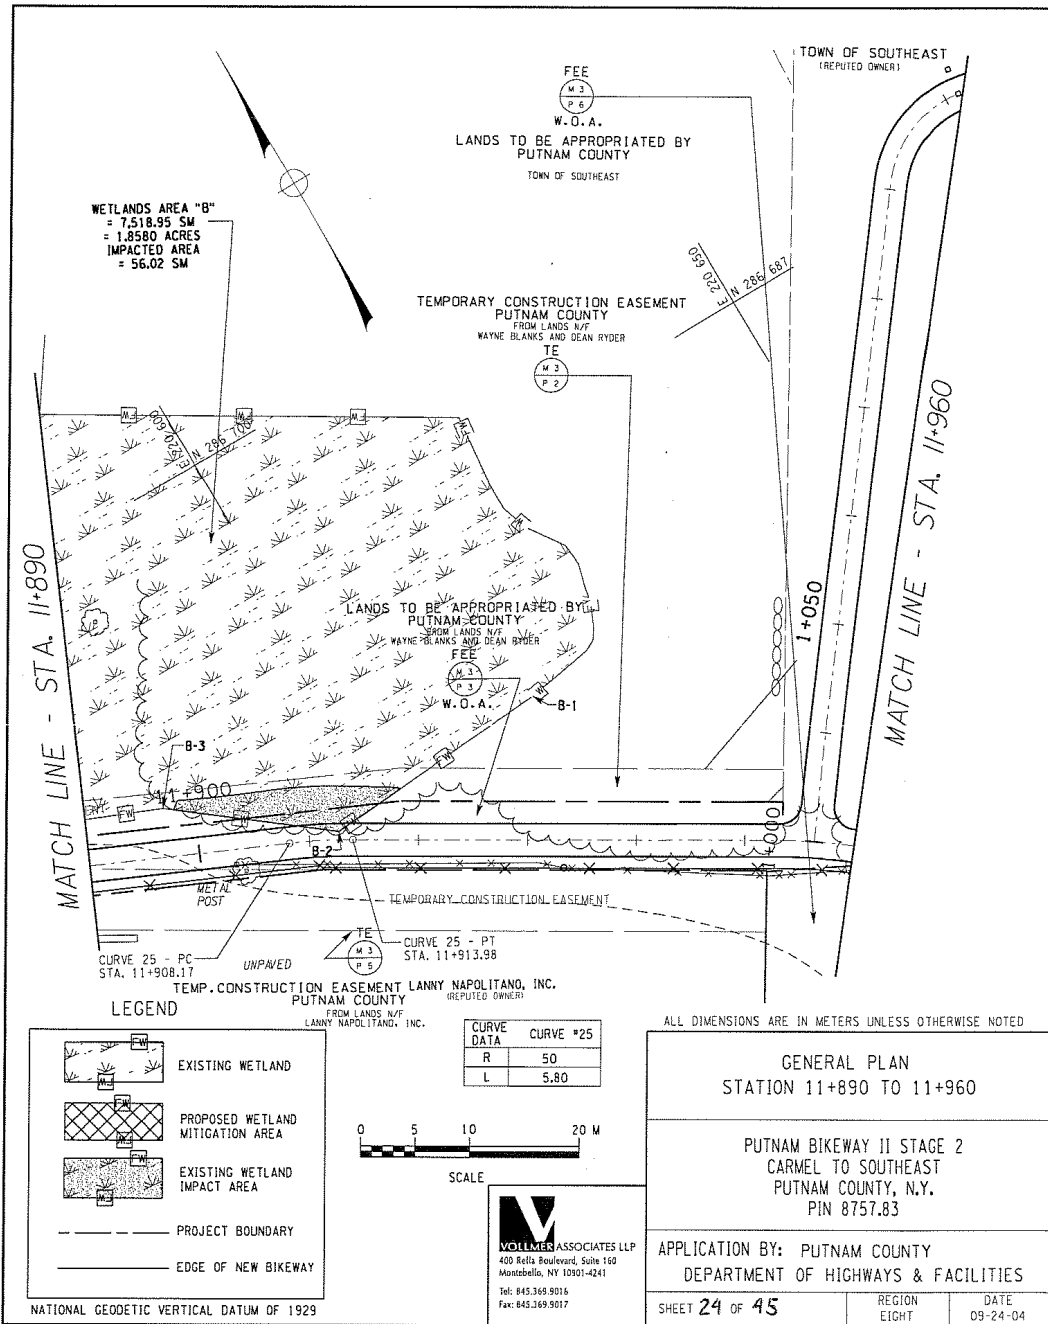 TOWN OF SOUTHEAST
(REPUTED OWNER)
FEE
M 3
P 6
W.O.A.
LANDS TO BE APPROPRIATED BY
PUTNAM COUNTY
TOWN OF SOUTHEAST
WETLANDS AREA "B"
= 7,518.95 SM
= 1.8580 ACRES
IMPACTED AREA
= 56.02 SM
E 220 650
N 286 687
TEMPORARY CONSTRUCTION EASEMENT
PUTNAM COUNTY
FROM LANDS N/F
WAYNE BLANKS AND DEAN RYDER
TE
M 3
P 2
E 220 600
N 286 700
MATCH LINE - STA. 11+890
MATCH LINE - STA. 11+960
LANDS TO BE APPROPRIATED BY
PUTNAM COUNTY
FROM LANDS N/F
WAYNE BLANKS AND DEAN RYDER
FEE
M 3
P 3
W.O.A.
1+050
B-1
B-3
11+900
FW
FW
FW
B-2
1+000
METAL
POST
TEMPORARY CONSTRUCTION EASEMENT
CURVE 25 - PC
STA. 11+908.17
UNPAVED
TE
M 3
P 5
CURVE 25 - PT
STA. 11+913.98
TEMP. CONSTRUCTION EASEMENT
PUTNAM COUNTY
FROM LANDS N/F
LANNY NAPOLITANO, INC.
LANNY NAPOLITANO, INC.
(REPUTED OWNER)
LEGEND
FW
EXISTING WETLAND
FW
FW
PROPOSED WETLAND
MITIGATION AREA
FW
FW
EXISTING WETLAND
IMPACT AREA
FW
PROJECT BOUNDARY
EDGE OF NEW BIKEWAY
NATIONAL GEODETIC VERTICAL DATUM OF 1929
CURVE DATA CURVE #25
R 50
L 5.80
0 5 10 20 M
SCALE
VOLLMER ASSOCIATES LLP
400 Rella Boulevard, Suite 160
Montebello, NY 10901-4241
Tel: 845.369.9016
Fax: 845.369.9017
ALL DIMENSIONS ARE IN METERS UNLESS OTHERWISE NOTED
GENERAL PLAN
STATION 11+890 TO 11+960
PUTNAM BIKEWAY II STAGE 2
CARMEL TO SOUTHEAST
PUTNAM COUNTY, N.Y.
PIN 8757.83
APPLICATION BY: PUTNAM COUNTY
DEPARTMENT OF HIGHWAYS & FACILITIES
SHEET 24 OF 45
REGION
EIGHT
DATE
09-24-04